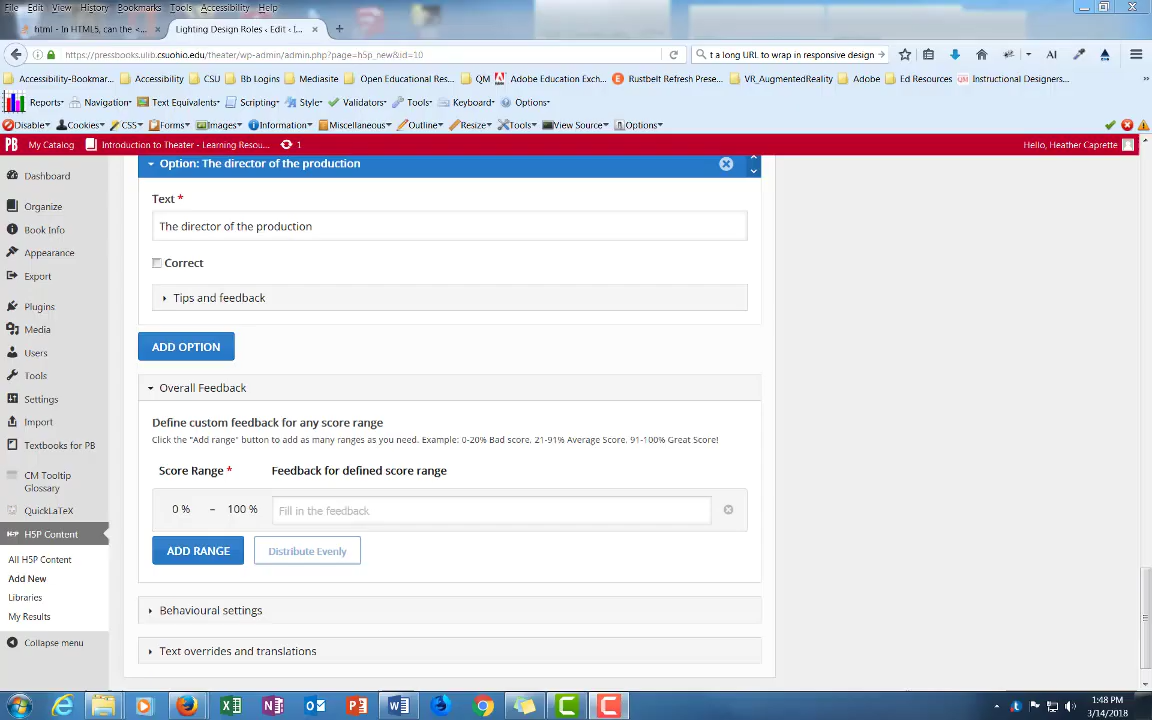 File Edit View History Bookmarks Tools Accessibility Help
html - In HTML5, can the <... × Lighting Design Roles ‹ Edit ‹ ( ... ×
https://pressbooks.ulib.csuohio.edu/theater/wp-admin/admin.php?page=h5p_new&id=10 t a long URL to wrap in responsive design AI
Accessibility-Bookmar... Accessibility CSU Bb Logins Mediasite Open Educational Res... QM Adobe Education Exch... Rustbelt Refresh Prese... VR_AugmentedReality Adobe Ed Resources Instructional Designers...
Reports Navigation Text Equivalents Scripting Style Validators Tools Keyboard Options
Disable Cookies CSS Forms Images Information Miscellaneous Outline Resize Tools View Source Options
PB My Catalog Introduction to Theater - Learning Resou... 1 Hello, Heather Caprette
Dashboard
Organize
Book Info
Appearance
Export
Plugins
Media
Users
Tools
Settings
Import
Textbooks for PB
CM Tooltip
Glossary
QuickLaTeX
H5P H5P Content
All H5P Content
Add New
Libraries
My Results
Collapse menu
Option: The director of the production
Text *
The director of the production
Correct
Tips and feedback
ADD OPTION
Overall Feedback
Define custom feedback for any score range
Click the "Add range" button to add as many ranges as you need. Example: 0-20% Bad score, 21-91% Average Score, 91-100% Great Score!
Score Range * Feedback for defined score range
0 % – 100 % Fill in the feedback
ADD RANGE Distribute Evenly
Behavioural settings
Text overrides and translations
1:48 PM
3/14/2018